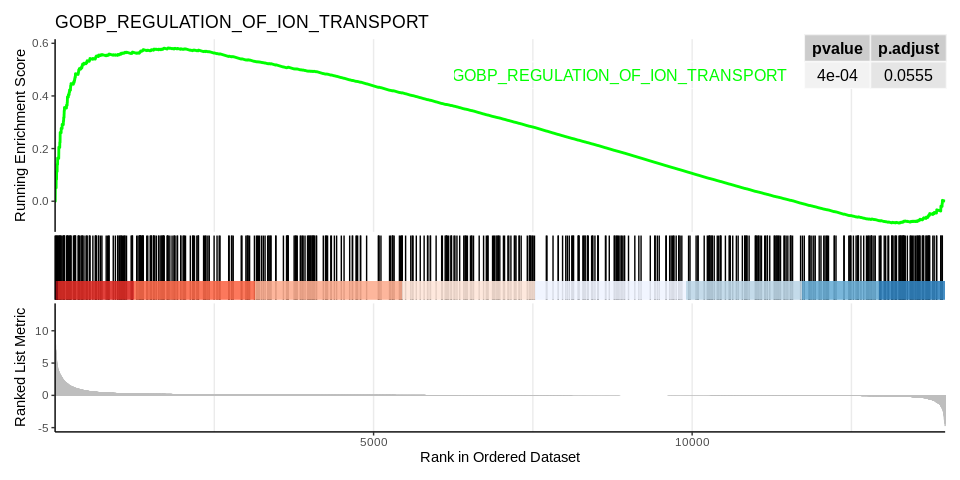 GOBP_REGULATION_OF_ION_TRANSPORT
pvalue p.adjust
4e-04 0.0555
GOBP_REGULATION_OF_ION_TRANSPORT
Running Enrichment Score
0.6
0.4
0.2
0.0
Ranked List Metric
10
5
0
-5
5000 10000
Rank in Ordered Dataset